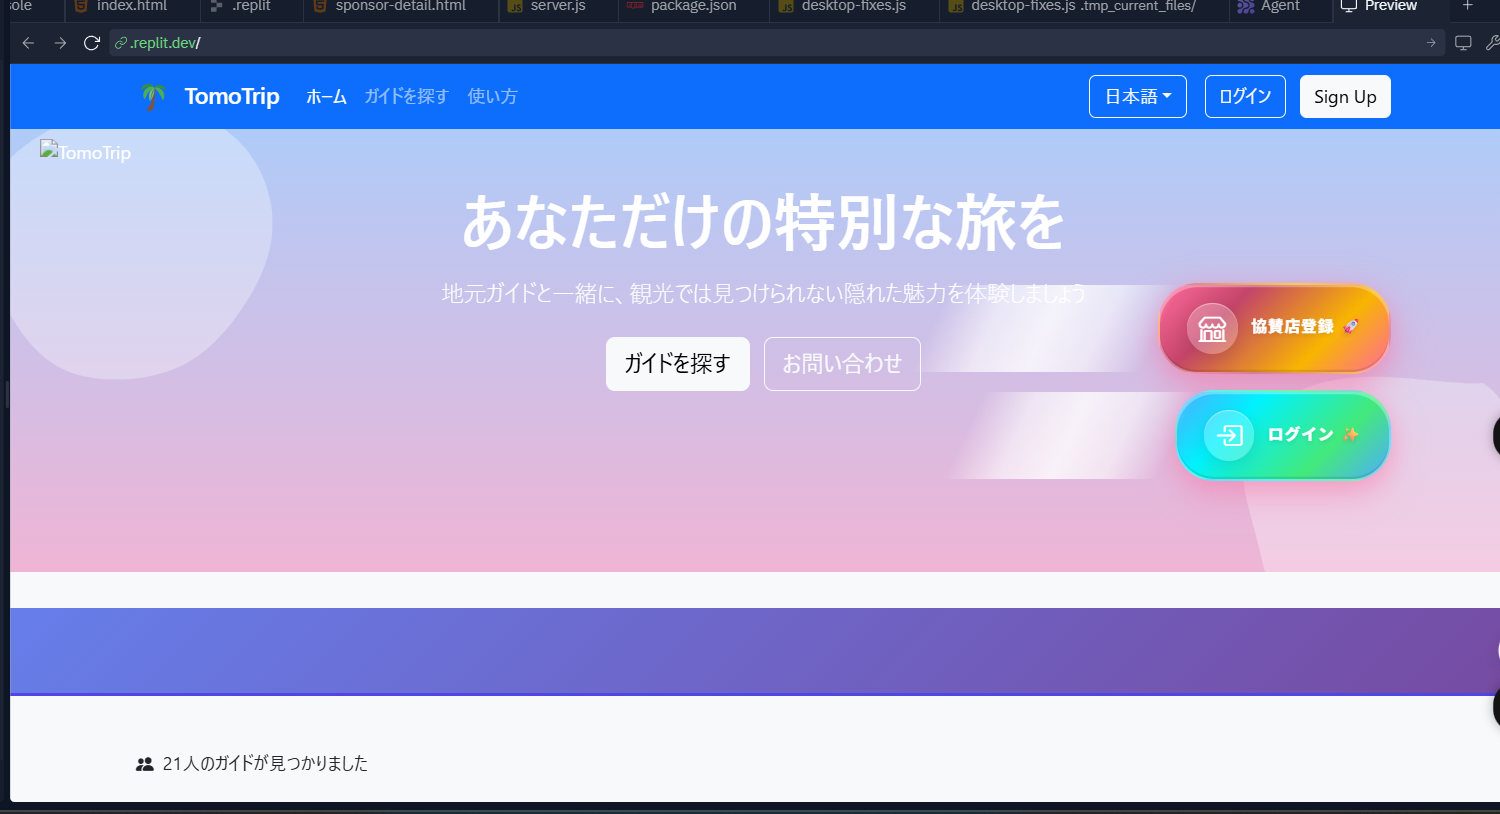 sole index.html .replit sponsor-detail.html server.js package.json desktop-fixes.js desktop-fixes.js .tmp_current_files/ Agent Preview
.replit.dev/
TomoTrip ホーム ガイドを探す 使い方 日本語 ログイン Sign Up
TomoTrip
あなただけの特別な旅を
地元ガイドと一緒に、観光では見つけられない隠れた魅力を体験しましょう
協賛店登録 🚀
ガイドを探す お問い合わせ
ログイン ✨
21人のガイドが見つかりました